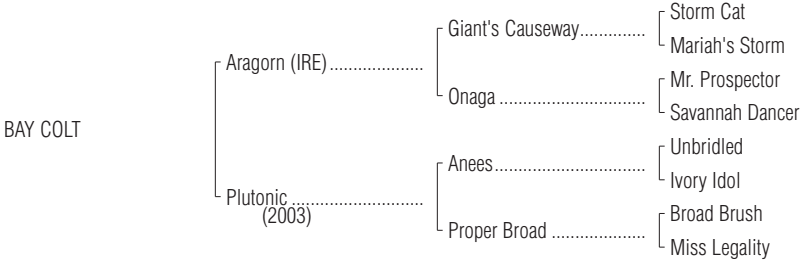 Storm Cat
Giant's Causeway..............
Mariah's Storm
Aragorn (IRE)....................
Mr. Prospector
Onaga ...............................
Savannah Dancer
BAY COLT
Unbridled
Anees................................
Ivory Idol
Plutonic ............................
(2003)
Broad Brush
Proper Broad ....................
Miss Legality